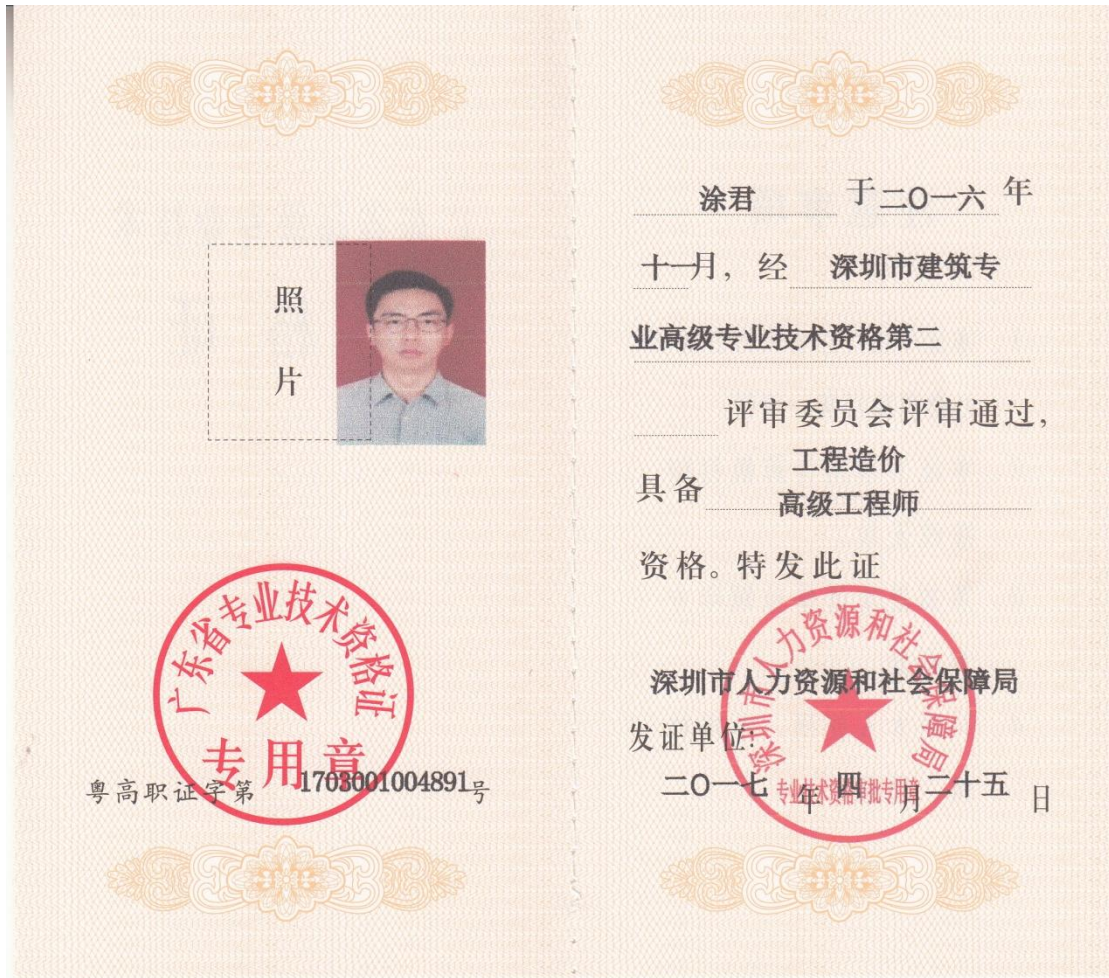 照
片
广东省专业技术资格证
专用章
粤高职证字第 1703001004891号
涂君 于二〇一六年
十一月，经 深圳市建筑专
业高级专业技术资格第二
评审委员会评审通过，
工程造价
具备
高级工程师
资格。特发此证
深圳市人力资源和社会保障局
深圳市人力资源和社会保障局
发证单位:
专业技术资格审批专用章
二〇一七年四月二十五日